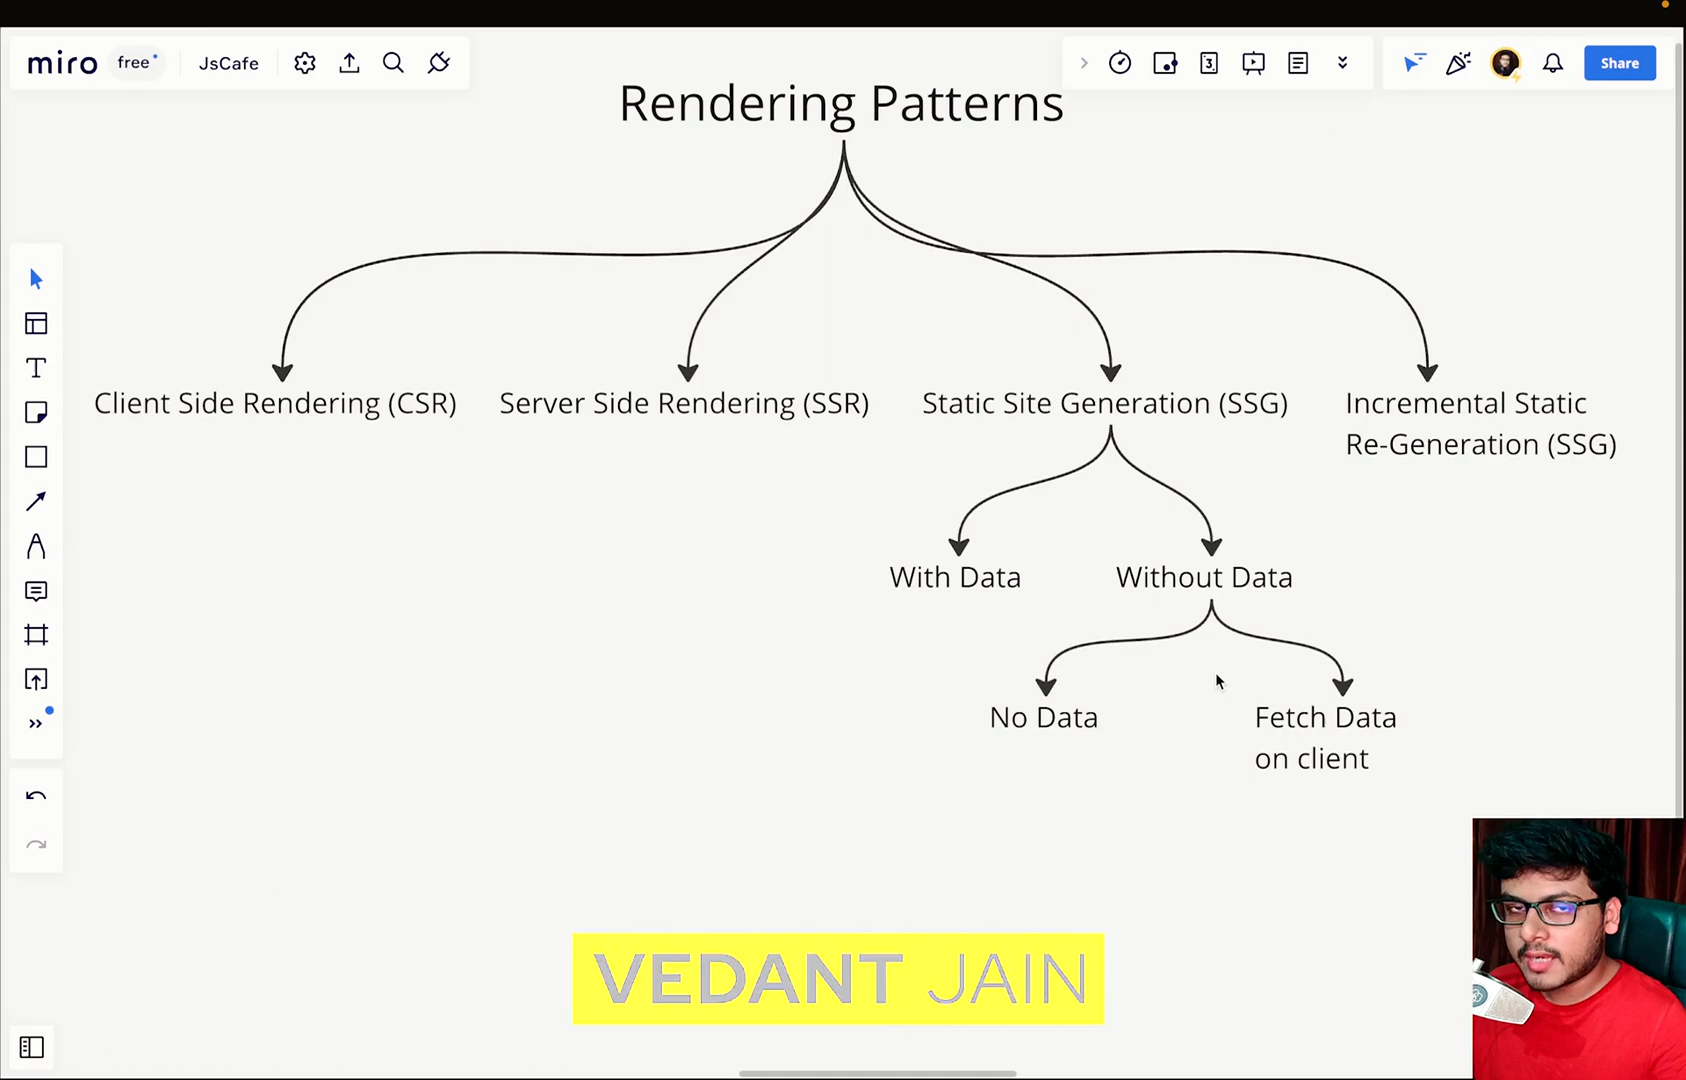 miro
free
JsCafe
3
Share
Rendering Patterns
Client Side Rendering (CSR)
Server Side Rendering (SSR)
Static Site Generation (SSG)
Incremental Static
Re-Generation (SSG)
With Data
Without Data
No Data
Fetch Data
on client
VEDANT JAIN